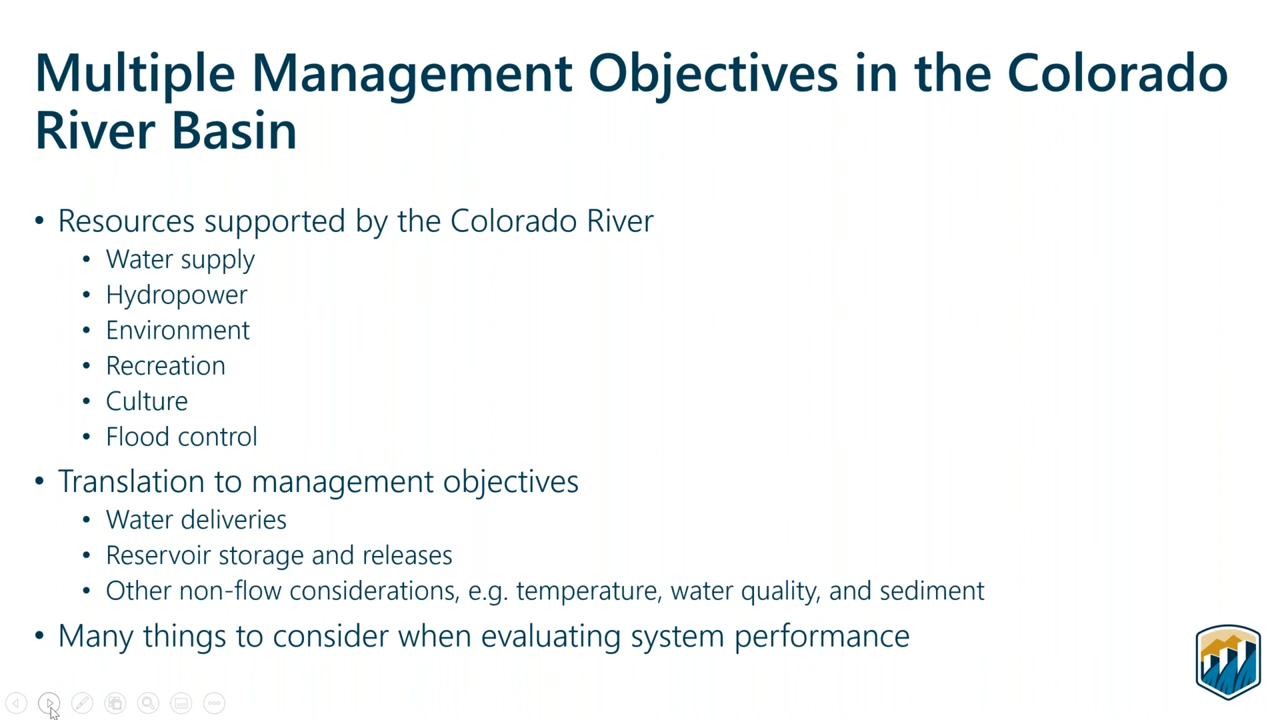 Multiple Management Objectives in the Colorado
River Basin
• Resources supported by the Colorado River
• Water supply
• Hydropower
• Environment
• Recreation
• Culture
• Flood control
• Translation to management objectives
• Water deliveries
• Reservoir storage and releases
• Other non-flow considerations, e.g. temperature, water quality, and sediment
• Many things to consider when evaluating system performance